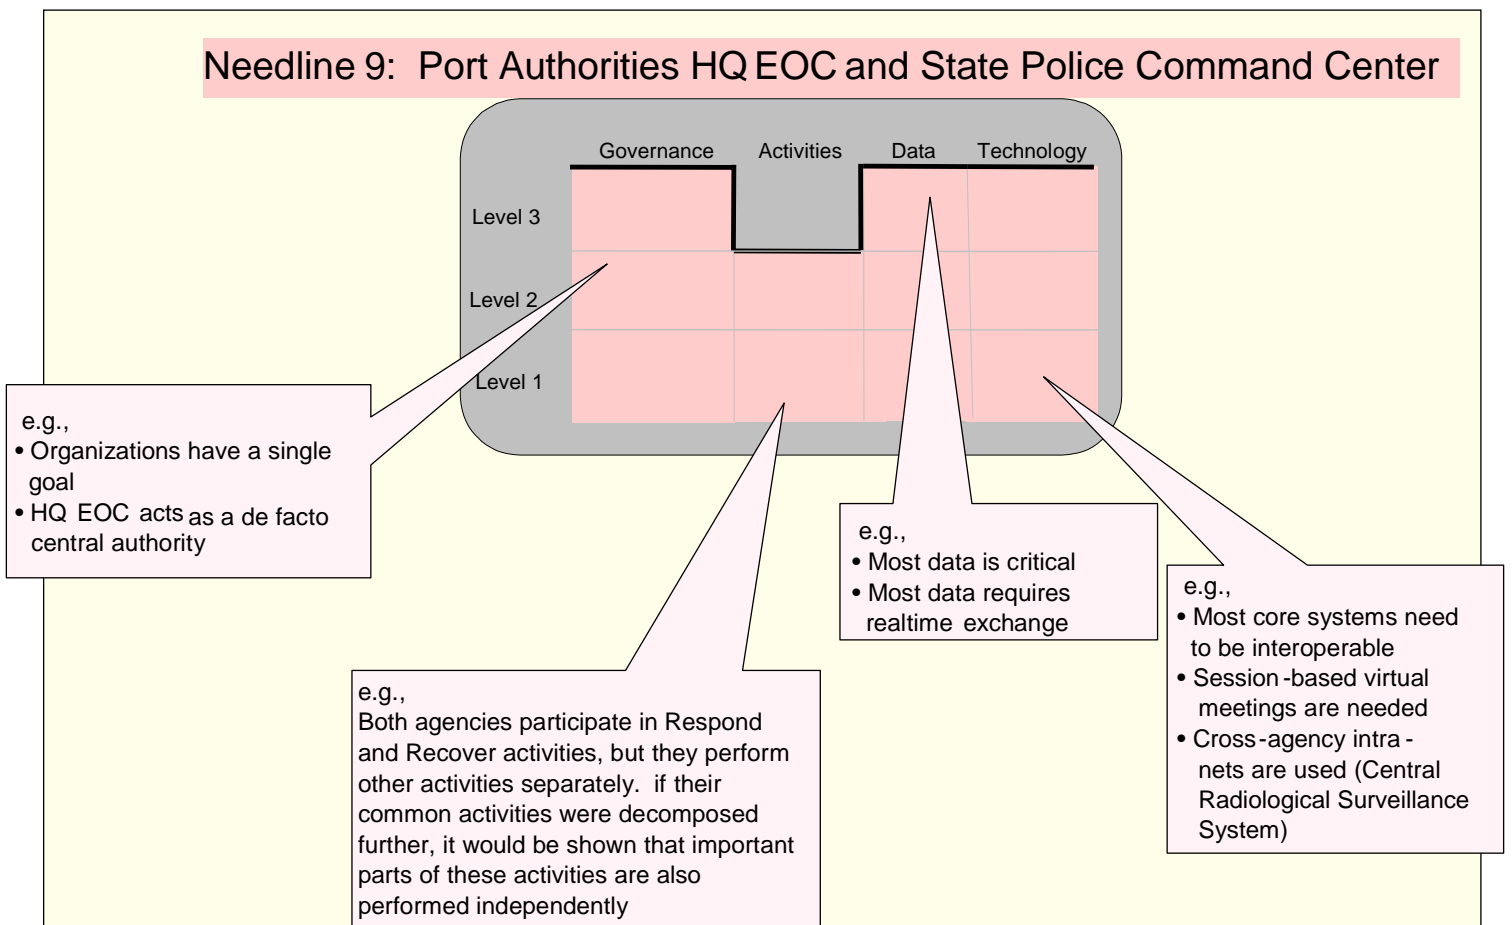 Needline 9: Port Authorities HQ EOC and State Police Command Center
Governance Activities Data Technology
Level 3
Level 2
Level 1
e.g.,
• Organizations have a single
goal
• HQ EOC acts as a de facto
central authority
e.g.,
Both agencies participate in Respond
and Recover activities, but they perform
other activities separately. if their
common activities were decomposed
further, it would be shown that important
parts of these activities are also
performed independently
e.g.,
• Most data is critical
• Most data requires
realtime exchange
e.g.,
• Most core systems need
to be interoperable
• Session-based virtual
meetings are needed
• Cross-agency intra-
nets are used (Central
Radiological Surveillance
System)